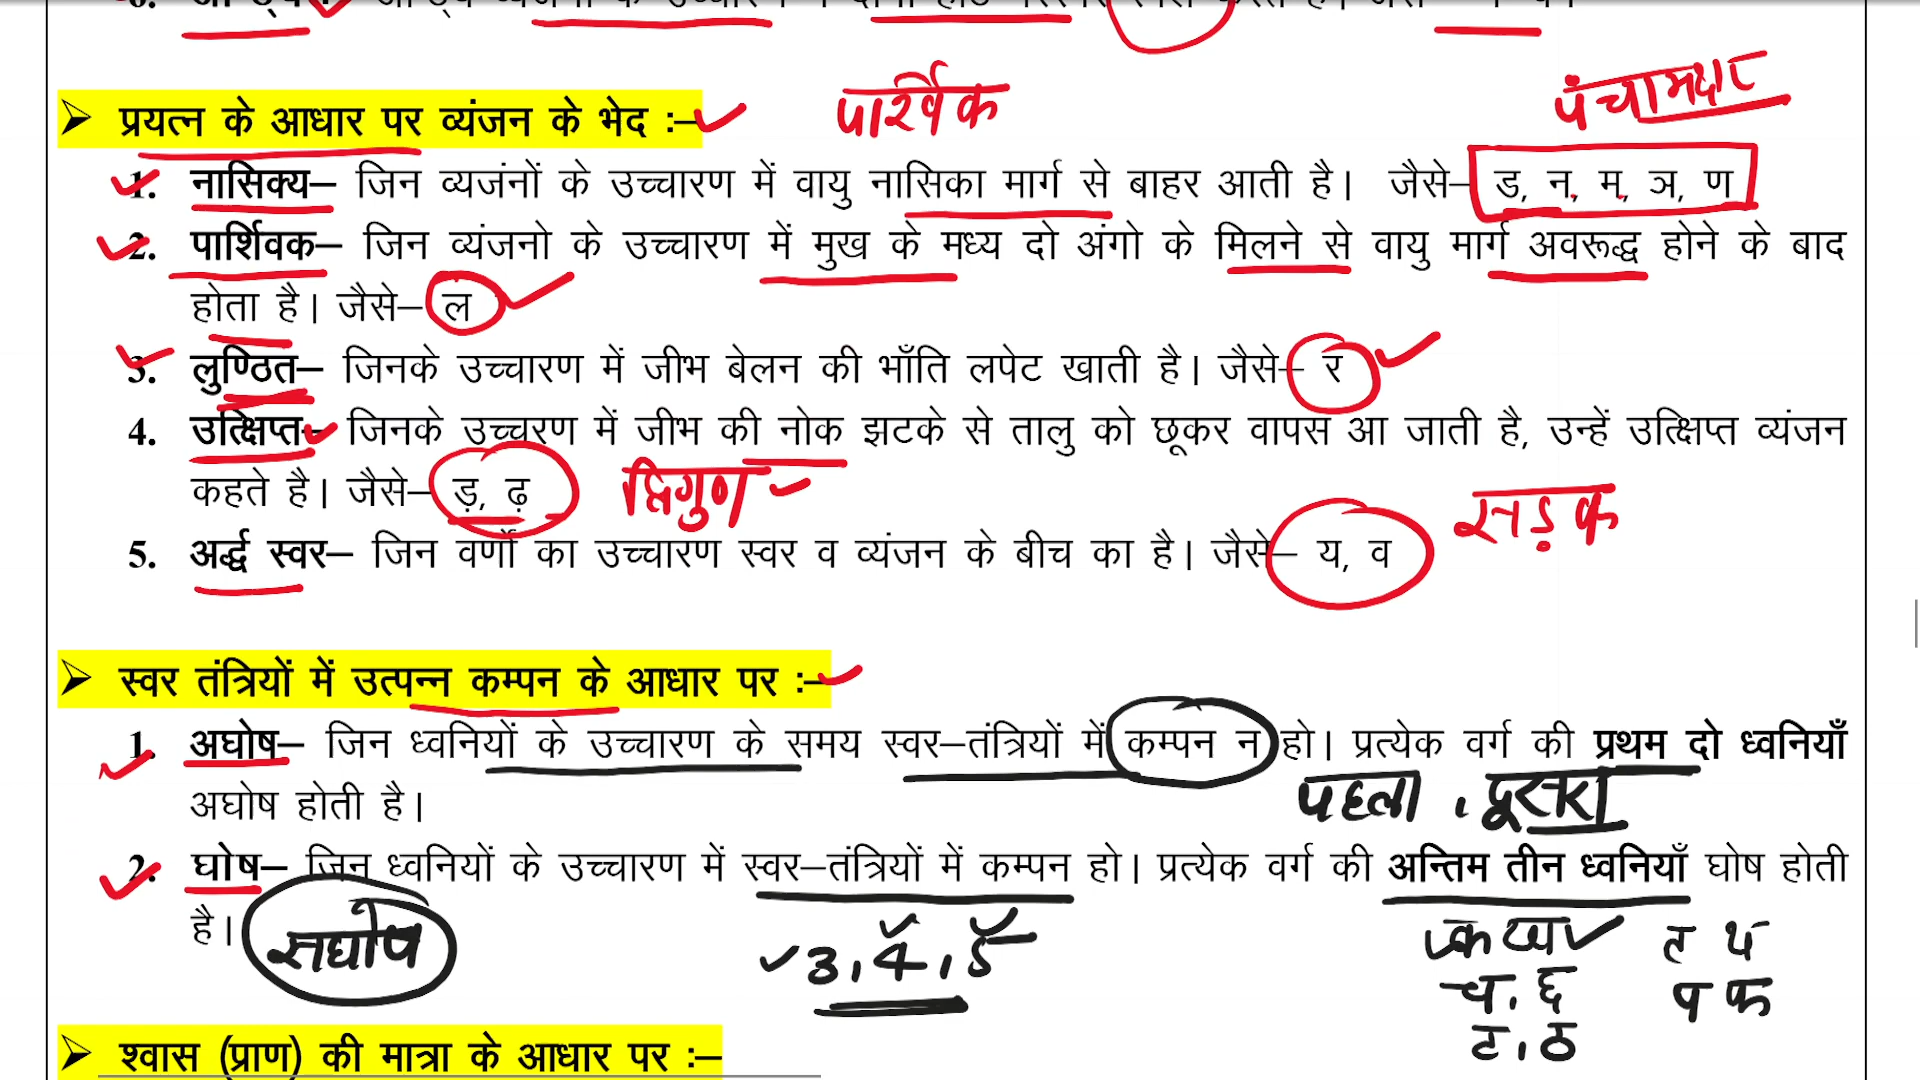 पार्श्विक
पंचामक्षर
➢ प्रयत्न के आधार पर व्यंजन के भेद :–
1. नासिक्य– जिन व्यजंनों के उच्चारण में वायु नासिका मार्ग से बाहर आती है। जैसे– ड, न, म, ञ, ण
2. पार्शिवक– जिन व्यंजनो के उच्चारण में मुख के मध्य दो अंगो के मिलने से वायु मार्ग अवरूद्ध होने के बाद
होता है। जैसे– ल
3. लुण्ठित– जिनके उच्चारण में जीभ बेलन की भाँति लपेट खाती है। जैसे– र
4. उत्क्षिप्त– जिनके उच्चरण में जीभ की नोक झटके से तालु को छूकर वापस आ जाती है, उन्हें उत्क्षिप्त व्यंजन
कहते है। जैसे– ड़, ढ़ द्विगुण सड़क
5. अर्द्ध स्वर– जिन वर्णो का उच्चारण स्वर व व्यंजन के बीच का है। जैसे– य, व
➢ स्वर तंत्रियों में उत्पन्न कम्पन के आधार पर :–
1. अघोष– जिन ध्वनियों के उच्चारण के समय स्वर–तंत्रियों में कम्पन न हो। प्रत्येक वर्ग की प्रथम दो ध्वनियाँ
अघोष होती है। पहला , दूसरा
2. घोष– जिन ध्वनियों के उच्चारण में स्वर–तंत्रियों में कम्पन हो। प्रत्येक वर्ग की अन्तिम तीन ध्वनियाँ घोष होती
है। सघोष 3, 4, 5 क ख त थ
च, छ प फ
ट, ठ
➢ श्वास (प्राण) की मात्रा के आधार पर :–